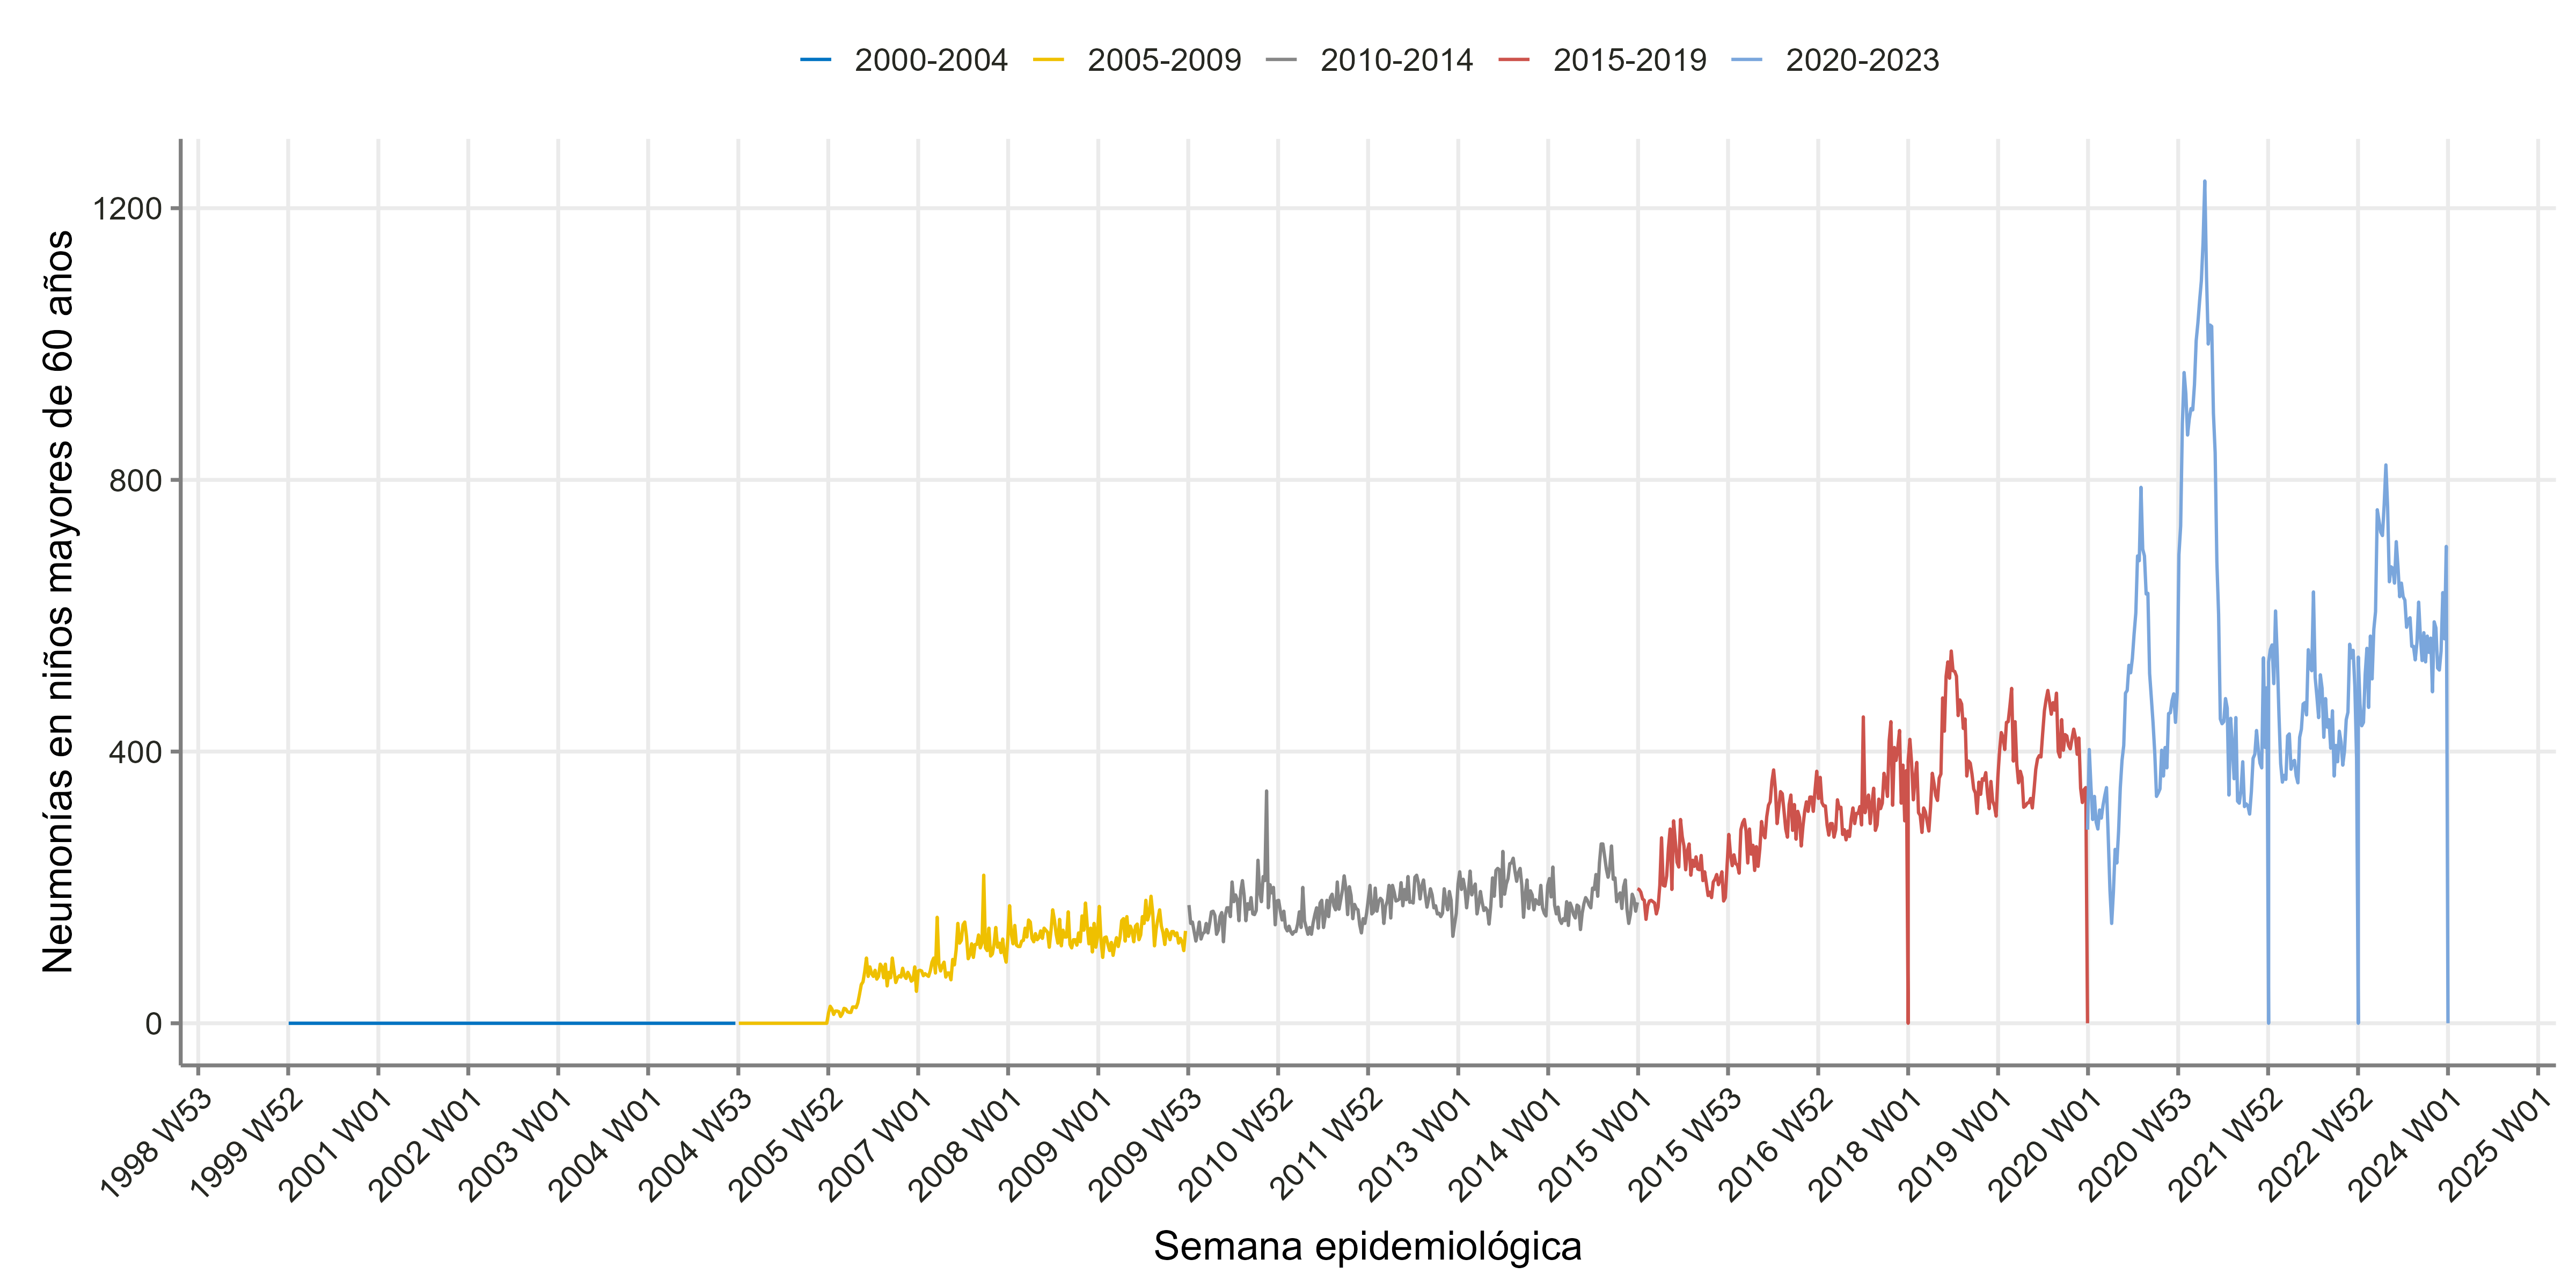 2000-2004 2005-2009 2010-2014 2015-2019 2020-2023
Neumonías en niños mayores de 60 años
1200
800
400
0
1998 W53 1999 W52 2001 W01 2002 W01 2003 W01 2004 W01 2004 W53 2005 W52 2007 W01 2008 W01 2009 W01 2009 W53 2010 W52 2011 W52 2013 W01 2014 W01 2015 W01 2015 W53 2016 W52 2018 W01 2019 W01 2020 W01 2020 W53 2021 W52 2022 W52 2024 W01 2025 W01
Semana epidemiológica